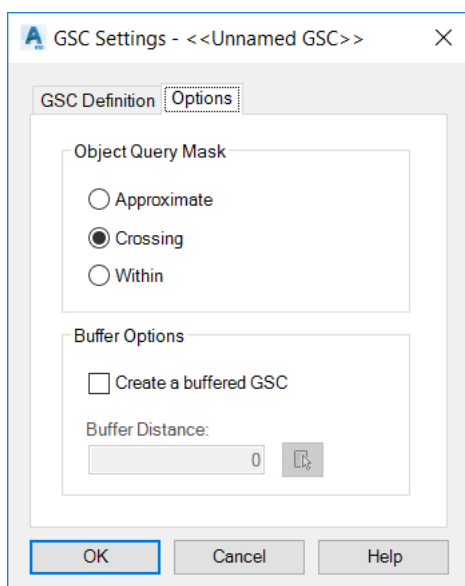 GSC Settings - <<Unnamed GSC>>
GSC Definition Options
Object Query Mask
Approximate
Crossing
Within
Buffer Options
Create a buffered GSC
Buffer Distance:
0
OK Cancel Help